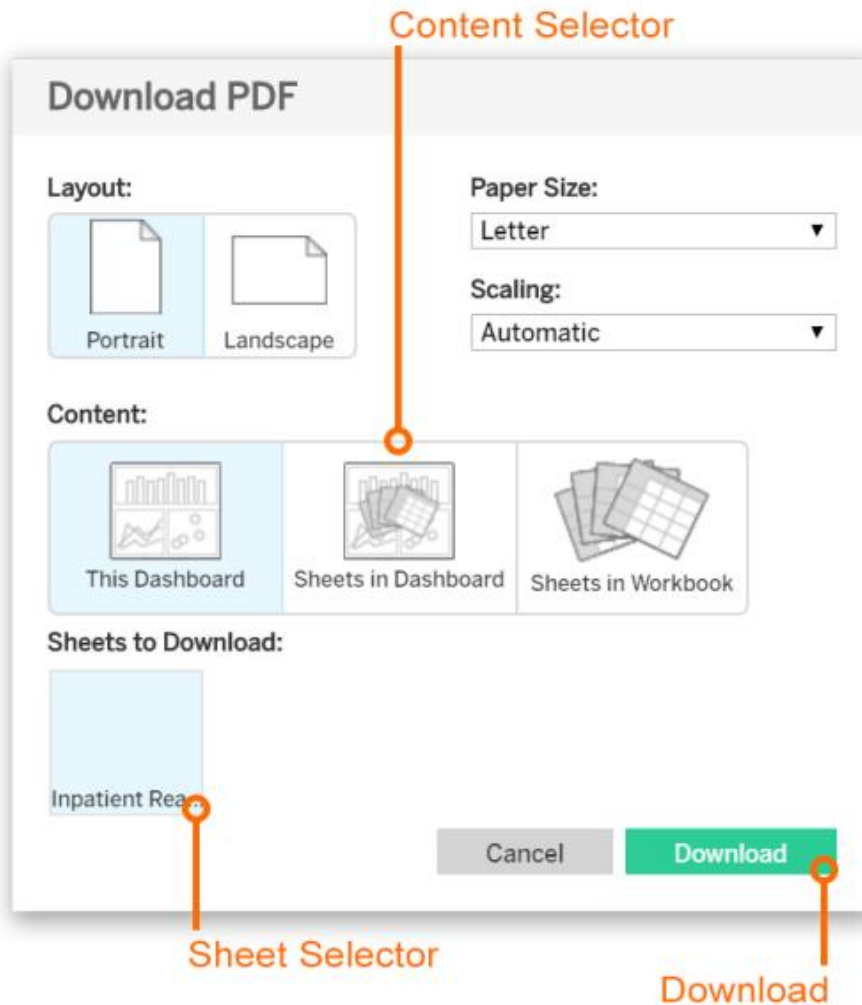 Content Selector
Download PDF
Layout:
Paper Size:
Letter
Scaling:
Portrait
Landscape
Automatic
Content:
This Dashboard
Sheets in Dashboard
Sheets in Workbook
Sheets to Download:
Inpatient Rea...
Cancel
Download
Sheet Selector
Download